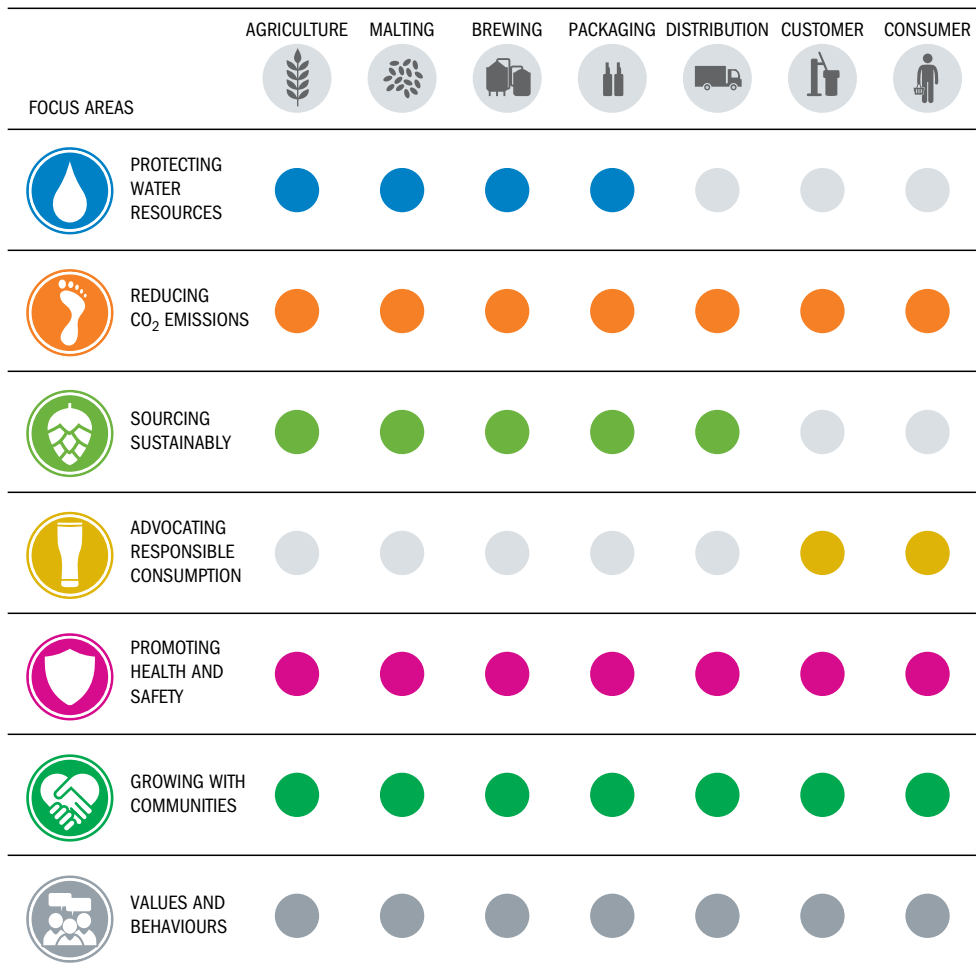 AGRICULTURE MALTING BREWING PACKAGING DISTRIBUTION CUSTOMER CONSUMER
FOCUS AREAS
PROTECTING
WATER
RESOURCES
REDUCING
CO₂ EMISSIONS
SOURCING
SUSTAINABLY
ADVOCATING
RESPONSIBLE
CONSUMPTION
PROMOTING
HEALTH AND
SAFETY
GROWING WITH
COMMUNITIES
VALUES AND
BEHAVIOURS